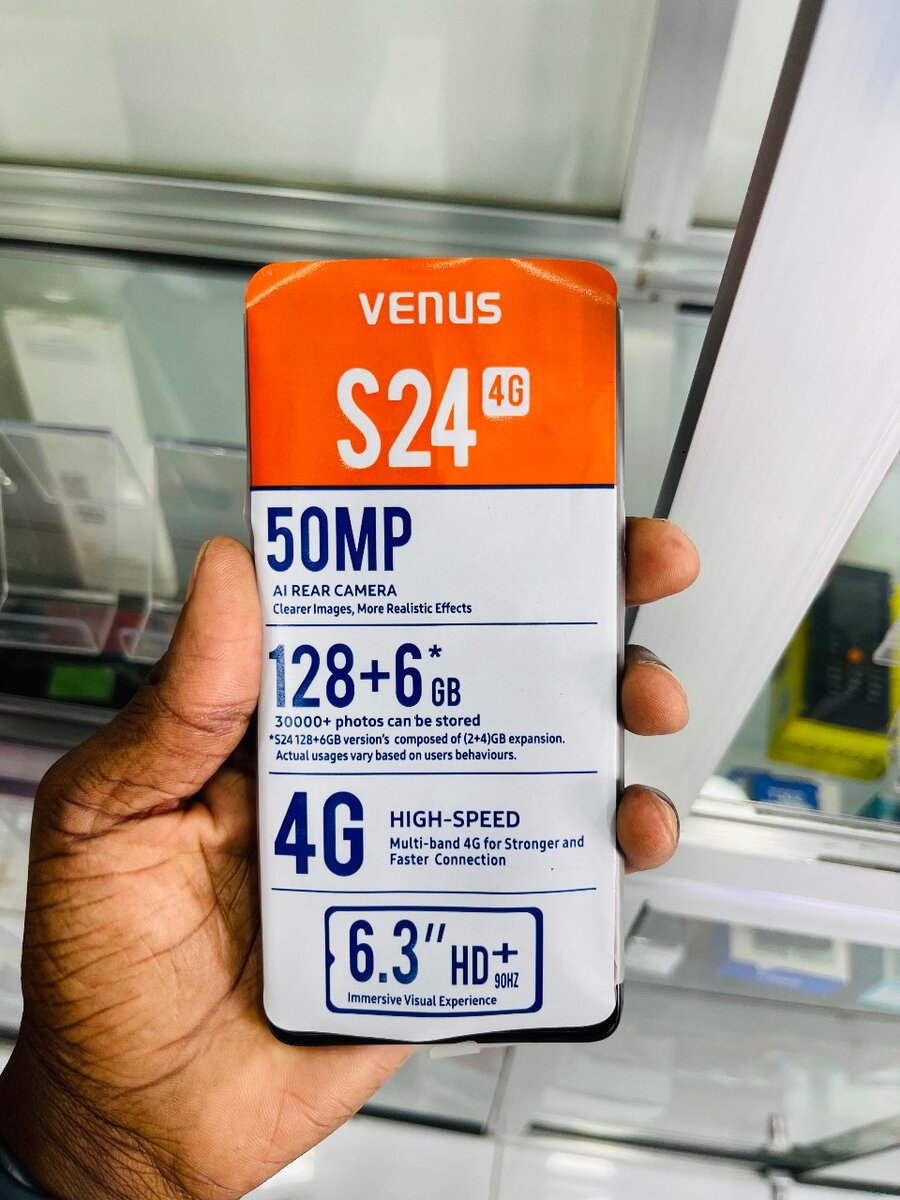 VENUS
S24 4G
50MP
AI REAR CAMERA
Clearer Images, More Realistic Effects
128+6* GB
30000+ photos can be stored
*S24 128+6GB version's composed of (2+4)GB expansion.
Actual usages vary based on users behaviours.
4G HIGH-SPEED
Multi-band 4G for Stronger and
Faster Connection
6.3" HD+ 90HZ
Immersive Visual Experience